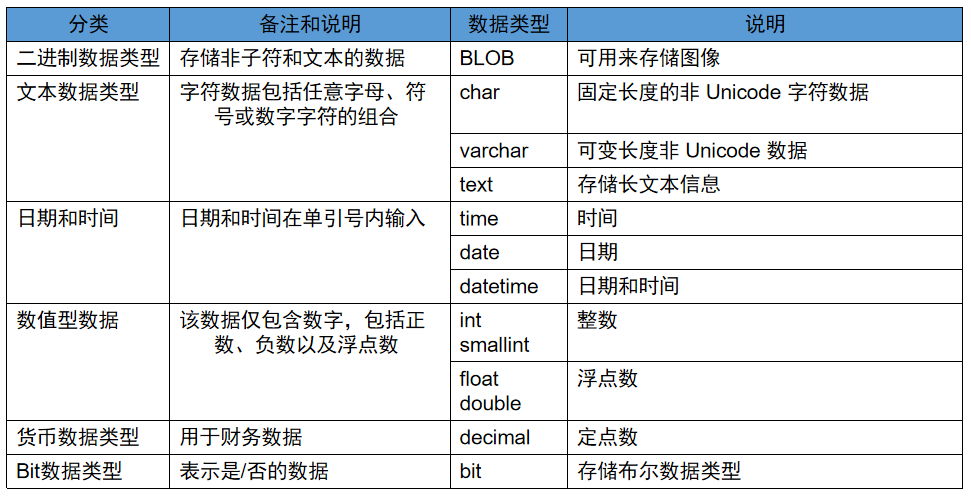 分类 备注和说明 数据类型 说明
二进制数据类型 存储非子符和文本的数据 BLOB 可用来存储图像
文本数据类型 字符数据包括任意字母、符 char 固定长度的非 Unicode 字符数据
号或数字字符的组合
varchar 可变长度非 Unicode 数据
text 存储长文本信息
日期和时间 日期和时间在单引号内输入 time 时间
date 日期
datetime 日期和时间
数值型数据 该数据仅包含数字，包括正 int 整数
数、负数以及浮点数 smallint
float 浮点数
double
货币数据类型 用于财务数据 decimal 定点数
Bit数据类型 表示是/否的数据 bit 存储布尔数据类型